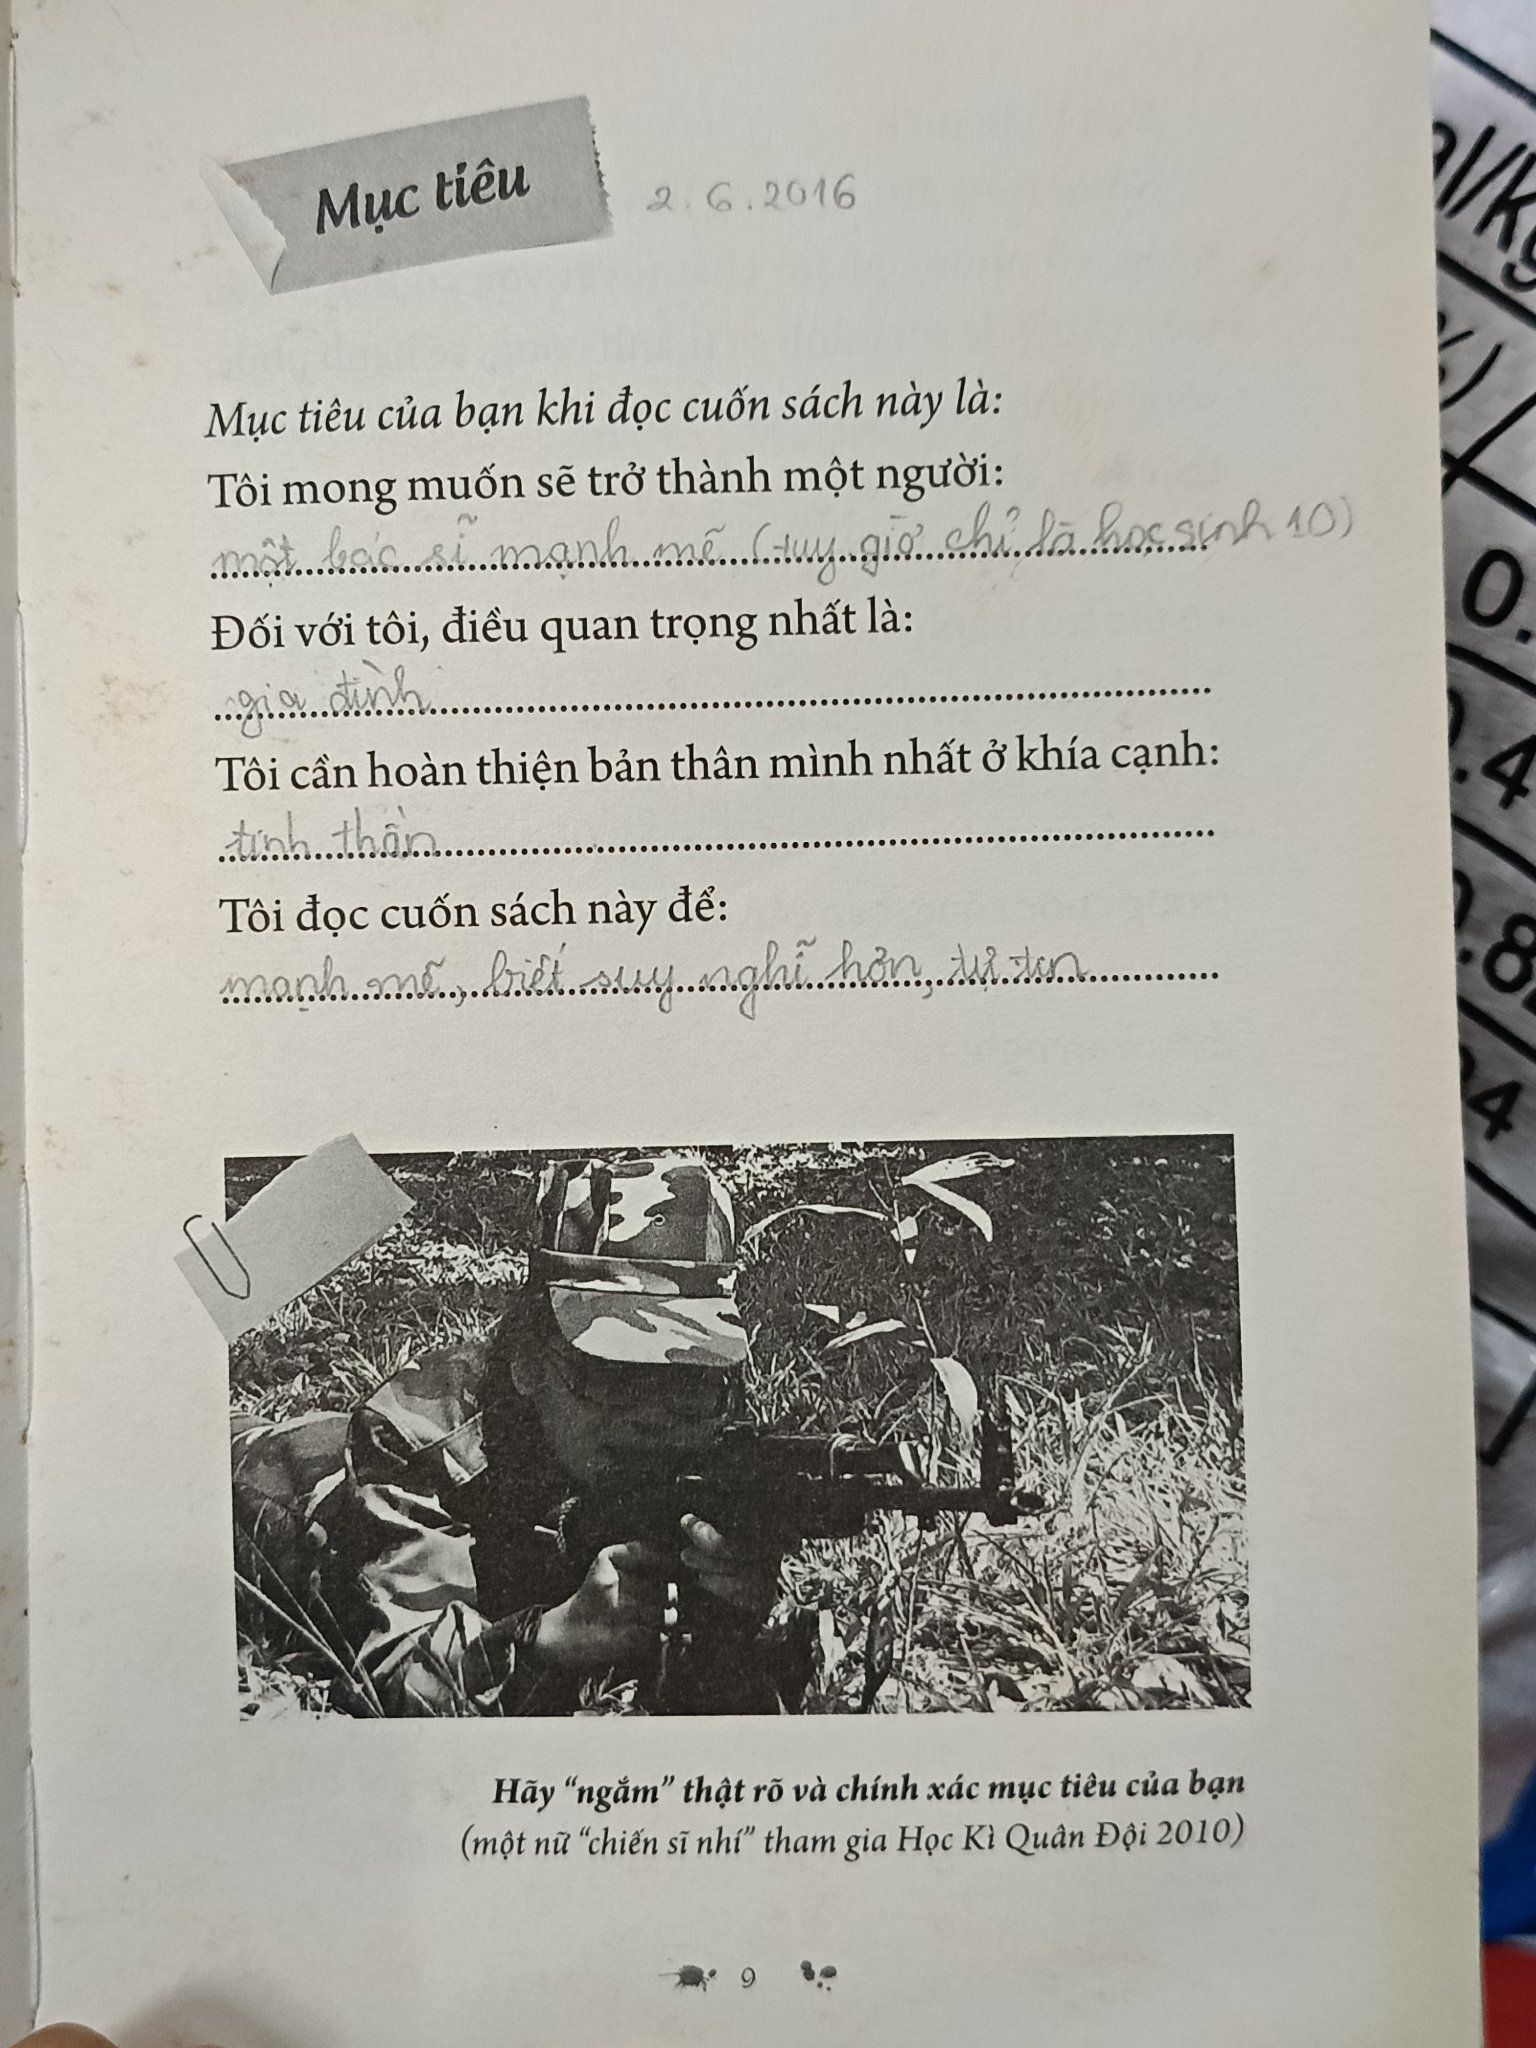 Mục tiêu 2.6.2016
Mục tiêu của bạn khi đọc cuốn sách này là:
Tôi mong muốn sẽ trở thành một người:
một bác sĩ mạnh mẽ (tuy giờ chỉ là học sinh 10)
Đối với tôi, điều quan trọng nhất là:
gia đình
Tôi cần hoàn thiện bản thân mình nhất ở khía cạnh:
tinh thần
Tôi đọc cuốn sách này để:
mạnh mẽ, biết suy nghĩ hơn, tự tin
Hãy “ngắm” thật rõ và chính xác mục tiêu của bạn
(một nữ “chiến sĩ nhí” tham gia Học Kì Quân Đội 2010)
9